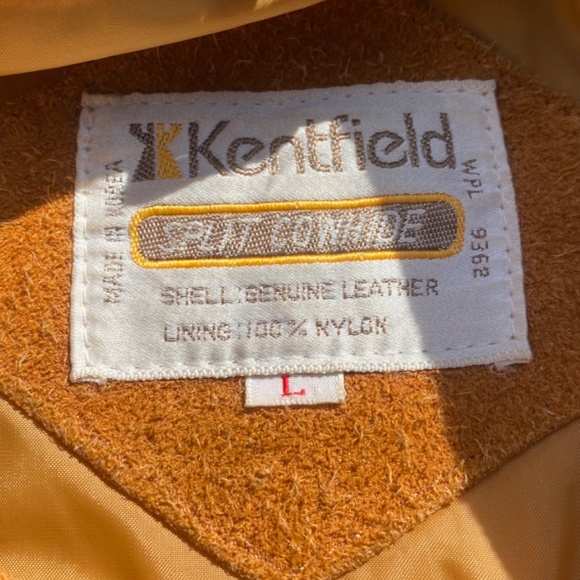 Kentfield
SPLIT COWHIDE
SHELL: GENUINE LEATHER
LINING: 100% NYLON
MADE IN KOREA
WPL 9362
L